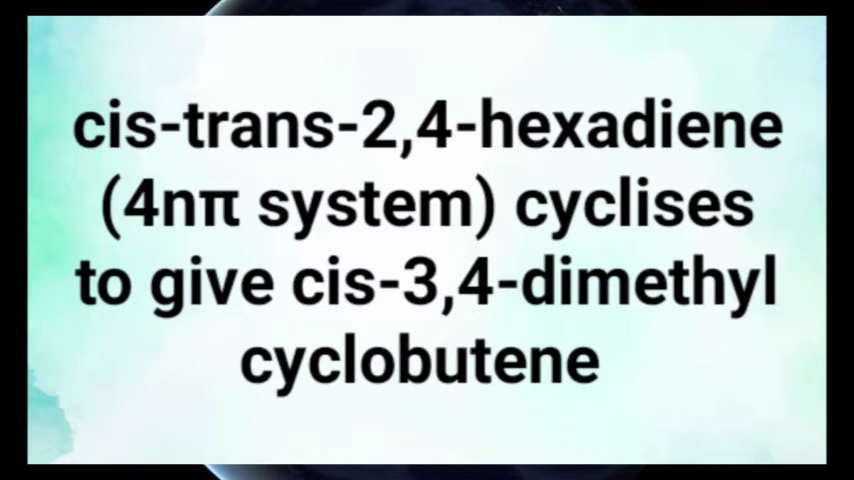 cis-trans-2,4-hexadiene
(4nπ system) cyclises
to give cis-3,4-dimethyl
cyclobutene